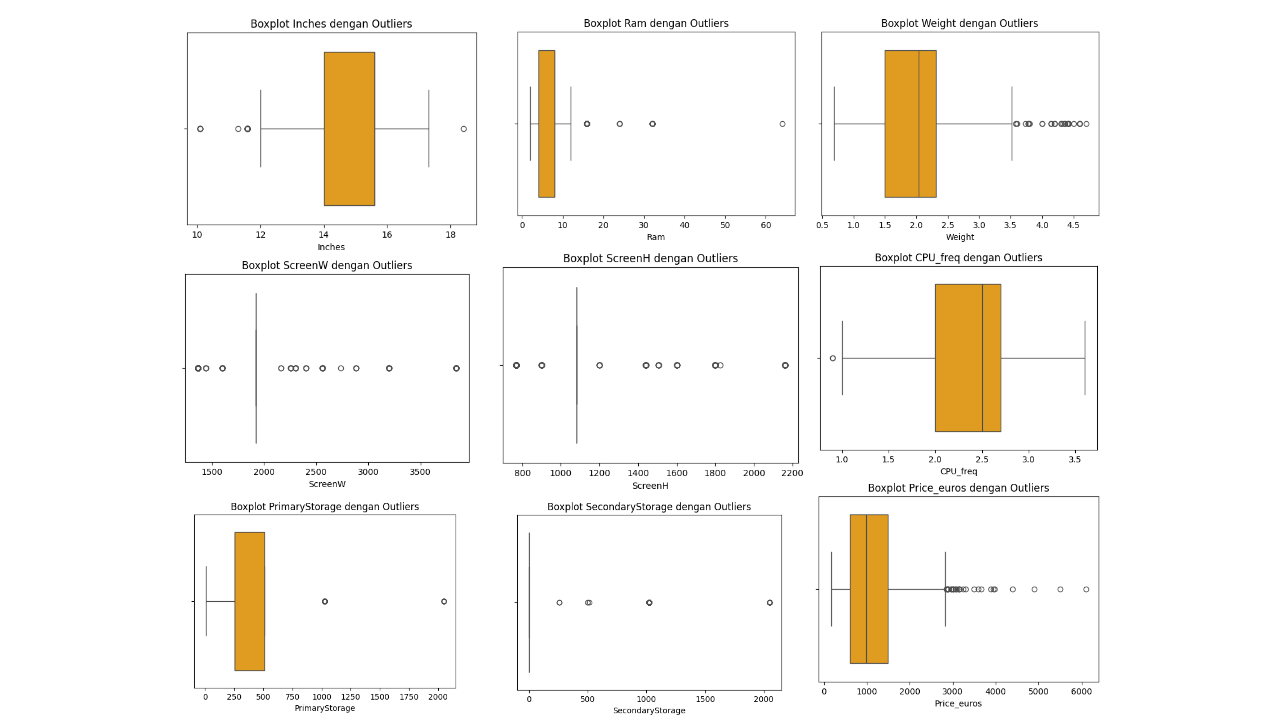 Boxplot Inches dengan Outliers
10 12 14 16 18
Inches
Boxplot Ram dengan Outliers
0 10 20 30 40 50 60
Ram
Boxplot Weight dengan Outliers
0.5 1.0 1.5 2.0 2.5 3.0 3.5 4.0 4.5
Weight
Boxplot ScreenW dengan Outliers
1500 2000 2500 3000 3500
ScreenW
Boxplot ScreenH dengan Outliers
800 1000 1200 1400 1600 1800 2000 2200
ScreenH
Boxplot CPU_freq dengan Outliers
1.0 1.5 2.0 2.5 3.0 3.5
CPU_freq
Boxplot PrimaryStorage dengan Outliers
0 250 500 750 1000 1250 1500 1750 2000
PrimaryStorage
Boxplot SecondaryStorage dengan Outliers
0 500 1000 1500 2000
SecondaryStorage
Boxplot Price_euros dengan Outliers
0 1000 2000 3000 4000 5000 6000
Price_euros